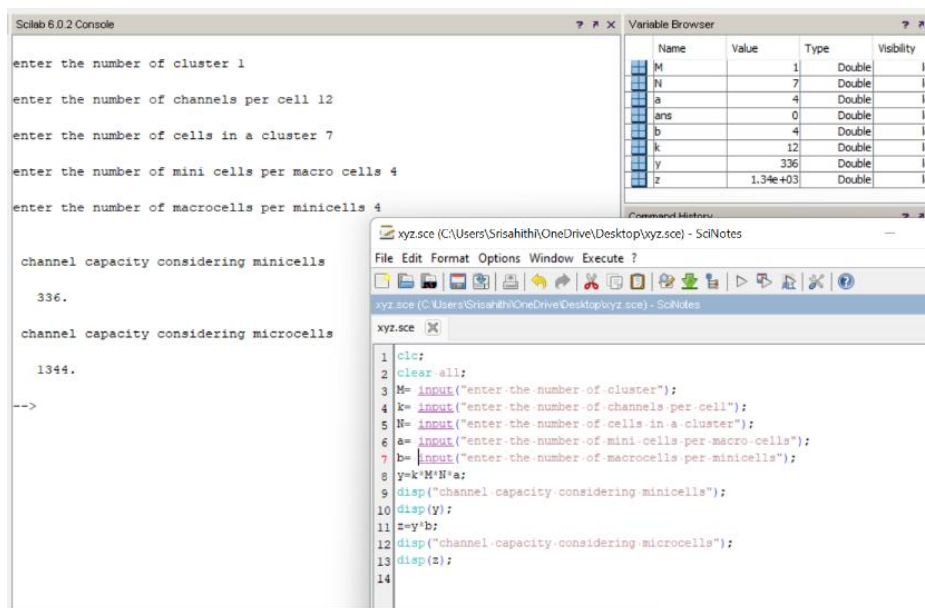 Scilab 6.0.2 Console
enter the number of cluster 1
enter the number of channels per cell 12
enter the number of cells in a cluster 7
enter the number of mini cells per macro cells 4
enter the number of macrocells per minicells 4
channel capacity considering minicells
336.
channel capacity considering microcells
1344.
-->
Variable Browser
Name Value Type Visibility
M 1 Double
N 7 Double
a 4 Double
ans 0 Double
b 4 Double
k 12 Double
y 336 Double
z 1.34e+03 Double
Command History
xyz.sce (C:\Users\Srisahithi\OneDrive\Desktop\xyz.sce) - SciNotes
File Edit Format Options Window Execute ?
xyz.sce (C:\Users\Srisahithi\OneDrive\Desktop\xyz.sce) - SciNotes
xyz.sce
1 clc;
2 clear all;
3 M= input("enter the number of cluster");
4 k= input("enter the number of channels per cell");
5 N= input("enter the number of cells in a cluster");
6 a= input("enter the number of mini cells per macro cells");
7 b= input("enter the number of macrocells per minicells");
8 y=k*M*N*a;
9 disp("channel capacity considering minicells");
10 disp(y);
11 z=y*b;
12 disp("channel capacity considering microcells");
13 disp(z);
14